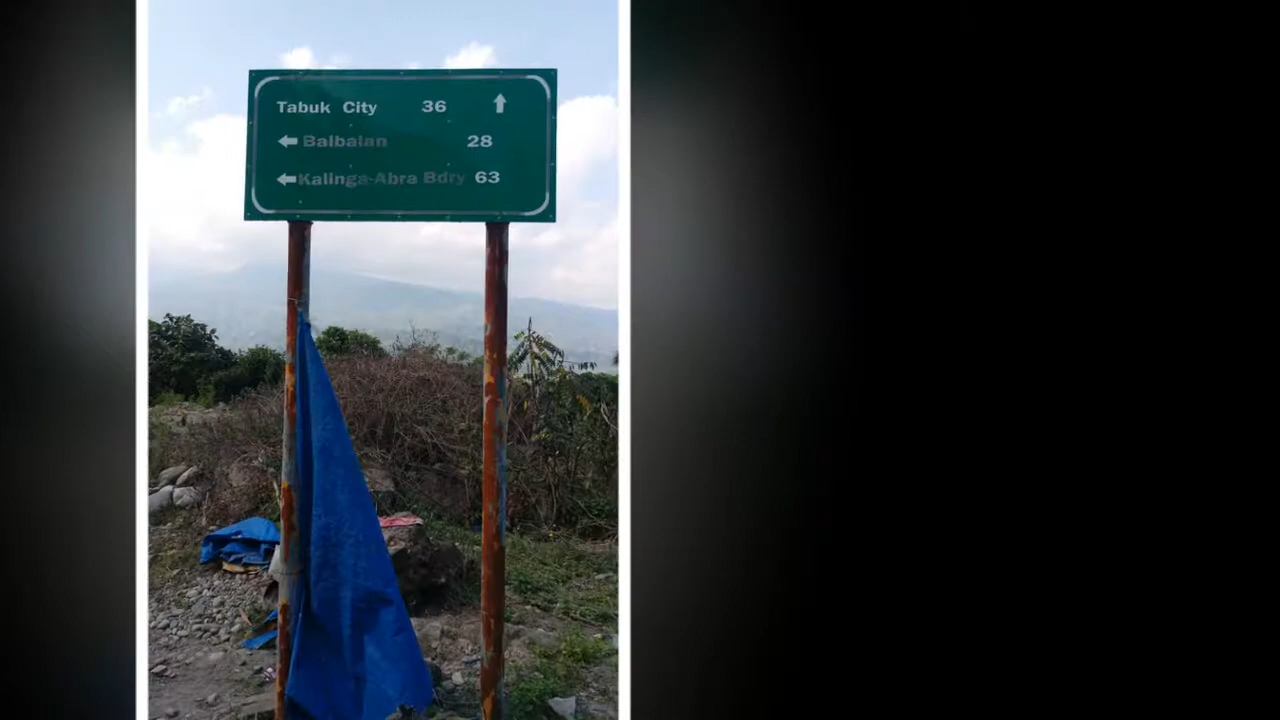 Tabuk City 36 ↑
← Balbalan 28
← Kalinga-Abra Bdry 63